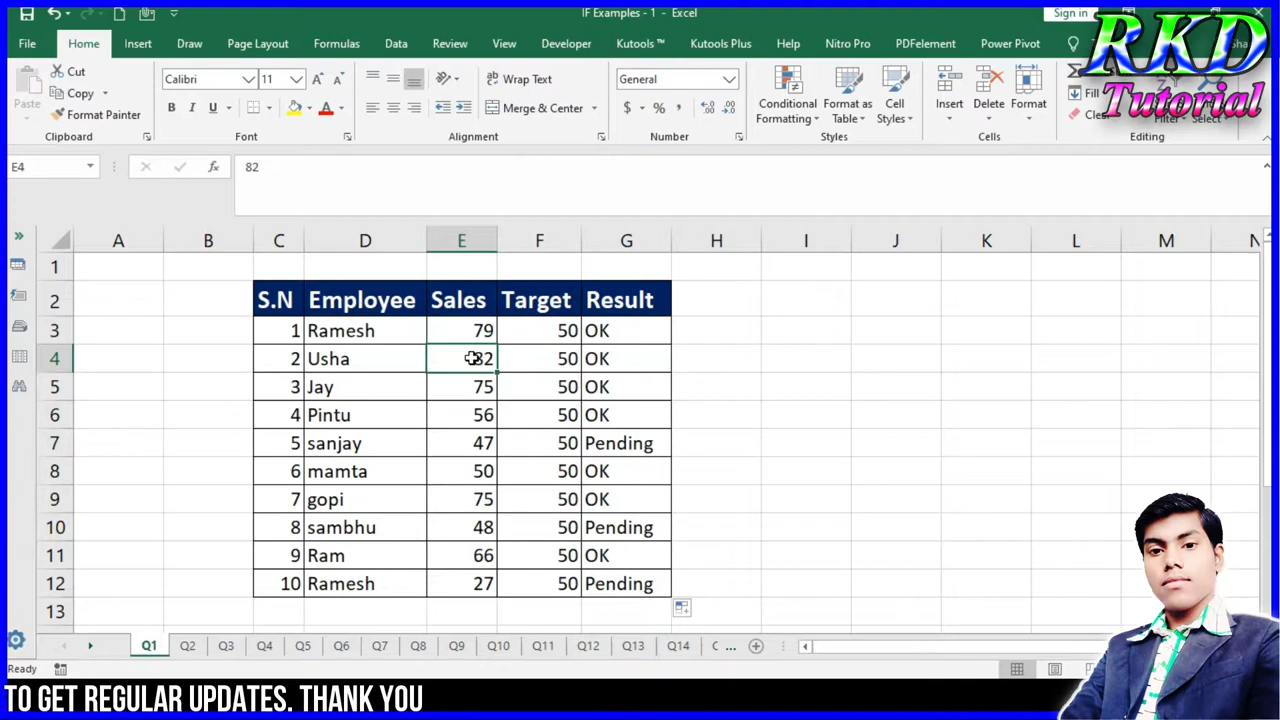 IF Examples - 1 - Excel
Sign in
RKD
Tutorial
File Home Insert Draw Page Layout Formulas Data Review View Developer Kutools ™ Kutools Plus Help Nitro Pro PDFelement Power Pivot
Paste
Cut
Copy
Format Painter
Calibri 11
B I U
Wrap Text
Merge & Center
General
$ % ,
Conditional Formatting
Format as Table
Cell Styles
Insert
Delete
Format
Fill
Clear
Filter
Select
Clipboard Font Alignment Number Styles Cells Editing
E4 fx 82
A B C D E F G H I J K L M N
1
2 S.N Employee Sales Target Result
3 1 Ramesh 79 50 OK
4 2 Usha 82 50 OK
5 3 Jay 75 50 OK
6 4 Pintu 56 50 OK
7 5 sanjay 47 50 Pending
8 6 mamta 50 50 OK
9 7 gopi 75 50 OK
10 8 sambhu 48 50 Pending
11 9 Ram 66 50 OK
12 10 Ramesh 27 50 Pending
13
Q1 Q2 Q3 Q4 Q5 Q6 Q7 Q8 Q9 Q10 Q11 Q12 Q13 Q14 C ...
Ready
TO GET REGULAR UPDATES. THANK YOU